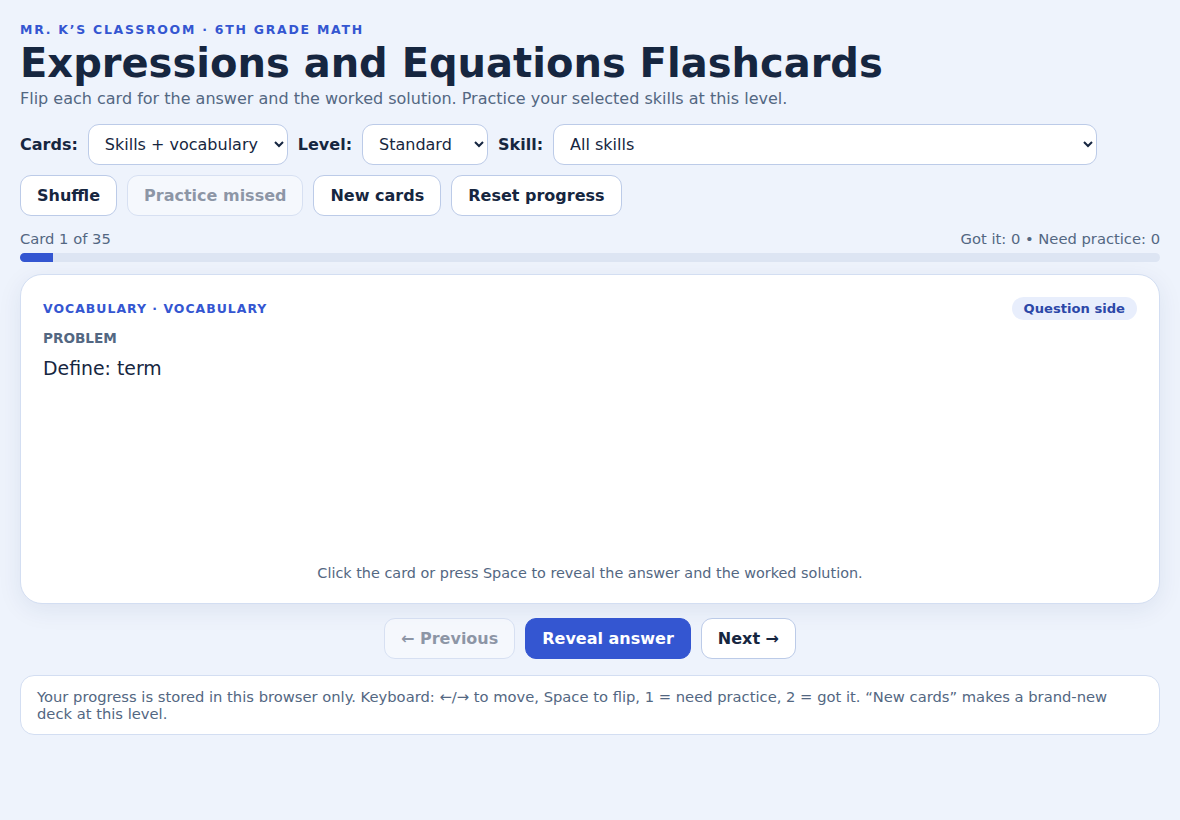 MR. K’S CLASSROOM · 6TH GRADE MATH
Expressions and Equations Flashcards
Flip each card for the answer and the worked solution. Practice your selected skills at this level.
Cards: Skills + vocabulary Level: Standard Skill: All skills
Shuffle Practice missed New cards Reset progress
Card 1 of 35 Got it: 0 • Need practice: 0
VOCABULARY · VOCABULARY Question side
PROBLEM
Define: term
Click the card or press Space to reveal the answer and the worked solution.
← Previous Reveal answer Next →
Your progress is stored in this browser only. Keyboard: ←/→ to move, Space to flip, 1 = need practice, 2 = got it. “New cards” makes a brand-new
deck at this level.